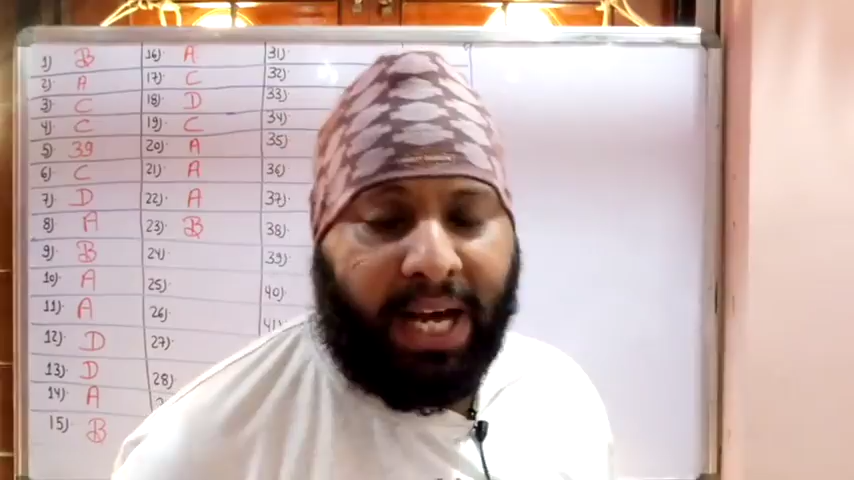 1) B
2) A
3) C
4) C
5) 39
6) C
7) D
8) A
9) B
10) A
11) A
12) D
13) D
14) A
15) B
16) A
17) C
18) D
19) C
20) A
21) A
22) A
23) B
24)
25)
26)
27)
28)
31)
32)
33)
34)
35)
36)
37)
38)
39)
40)
41)